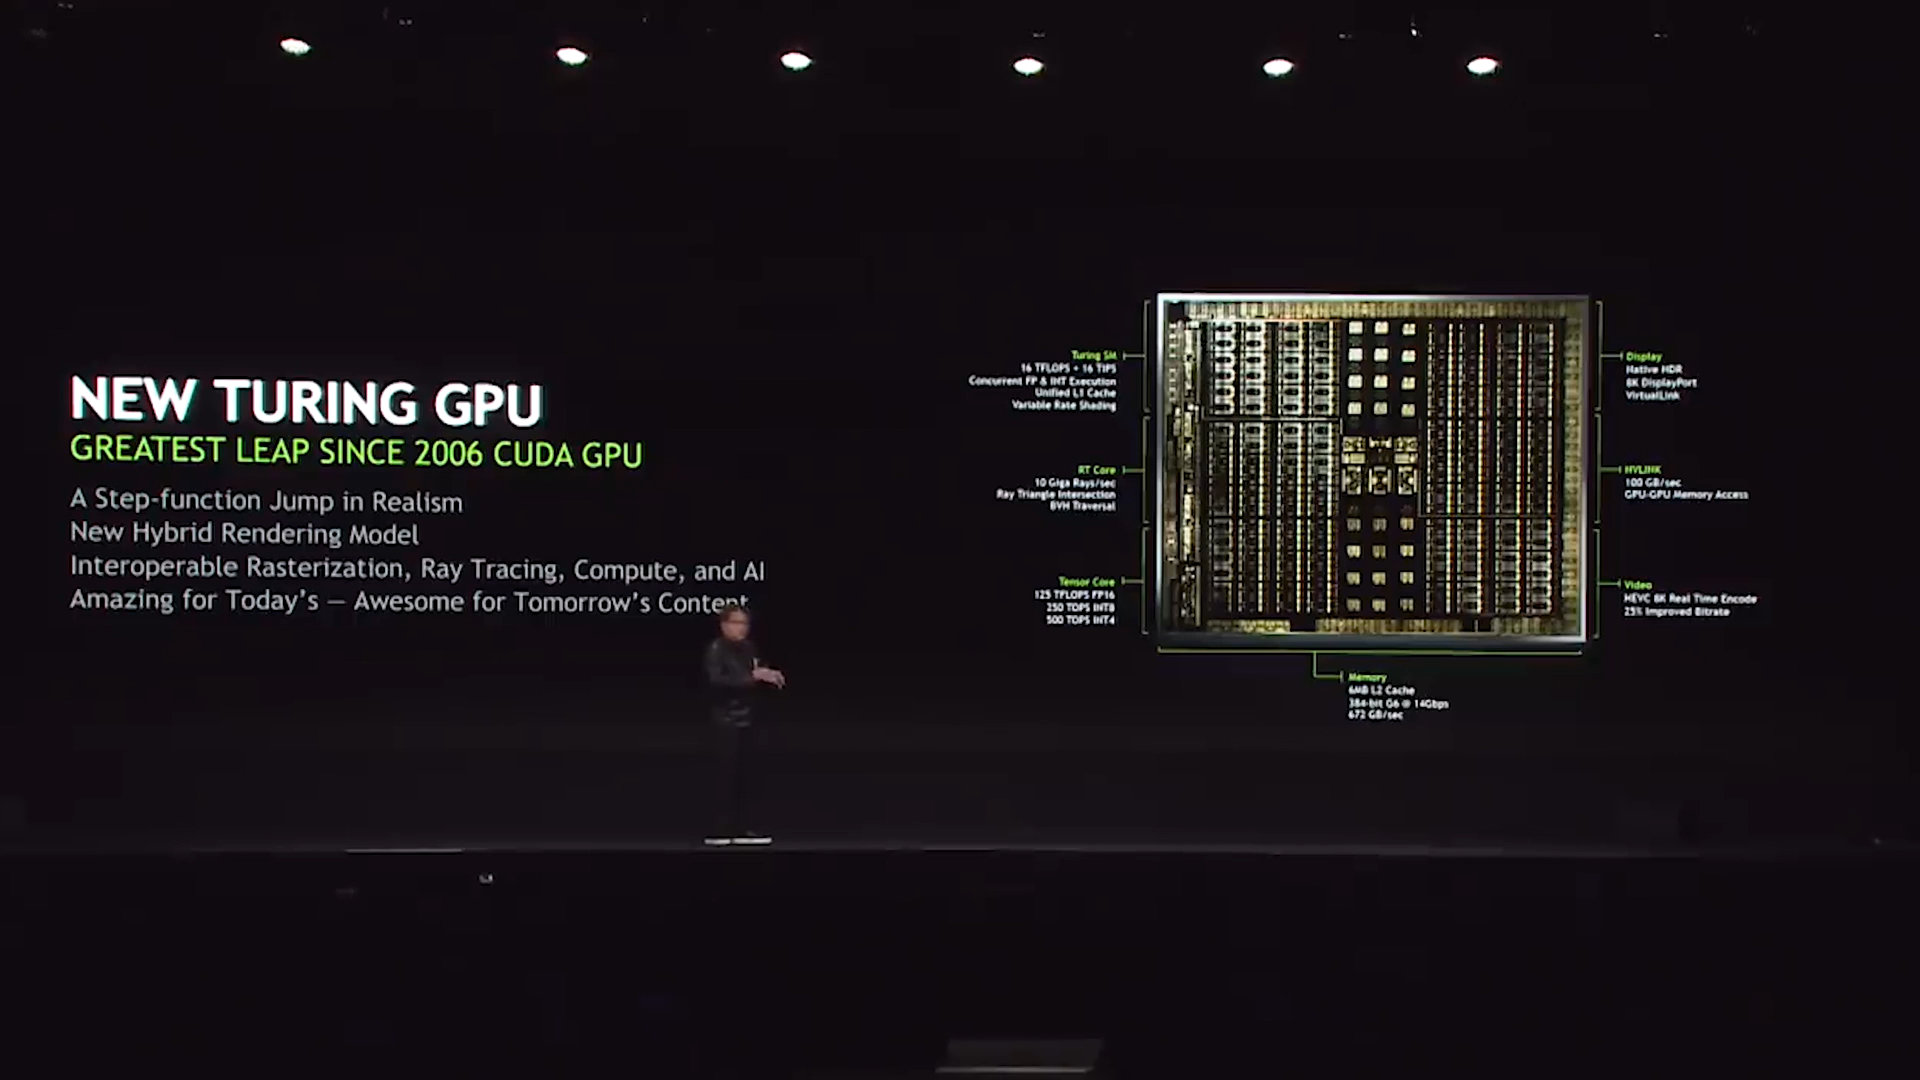 NEW TURING GPU
GREATEST LEAP SINCE 2006 CUDA GPU
A Step-function Jump in Realism
New Hybrid Rendering Model
Interoperable Rasterization, Ray Tracing, Compute, and AI
Amazing for Today's — Awesome for Tomorrow's Content
Turing SM
16 TFLOPS + 16 TIPS
Concurrent FP & INT Execution
Unified L1 Cache
Variable Rate Shading
RT Core
10 Giga Rays/sec
Ray Triangle Intersection
BVH Traversal
Tensor Core
125 TFLOPS FP16
250 TOPS INT8
500 TOPS INT4
Display
Native HDR
8K DisplayPort
VirtualLink
NVLINK
100 GB/sec
GPU-GPU Memory Access
Video
HEVC 8K Real Time Encode
25% Improved Bitrate
Memory
6MB L2 Cache
384-bit G6 @ 14Gbps
672 GB/sec